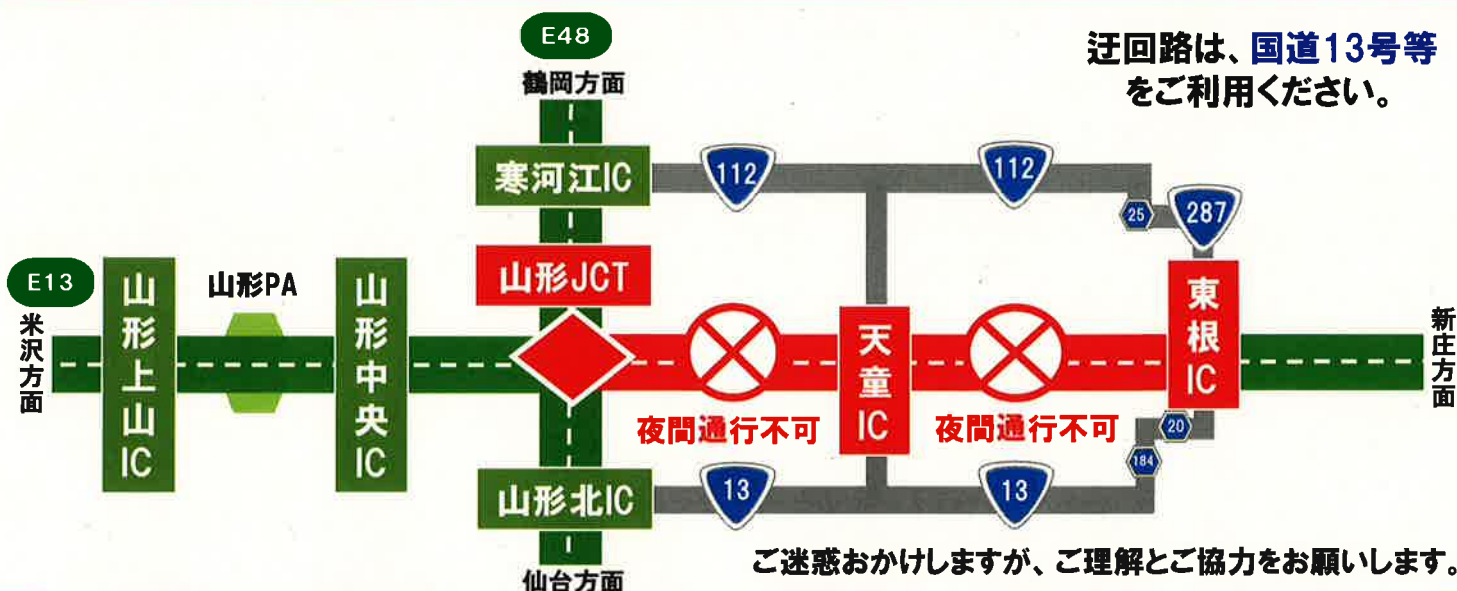 E48
鶴岡方面
迂回路は、国道13号等
をご利用ください。
寒河江IC
112
112
25
287
E13
米沢方面
山形上山IC
山形PA
山形中央IC
山形JCT
天童IC
東根IC
新庄方面
夜間通行不可
夜間通行不可
20
184
山形北IC
13
13
仙台方面
ご迷惑おかけしますが、ご理解とご協力をお願いします。